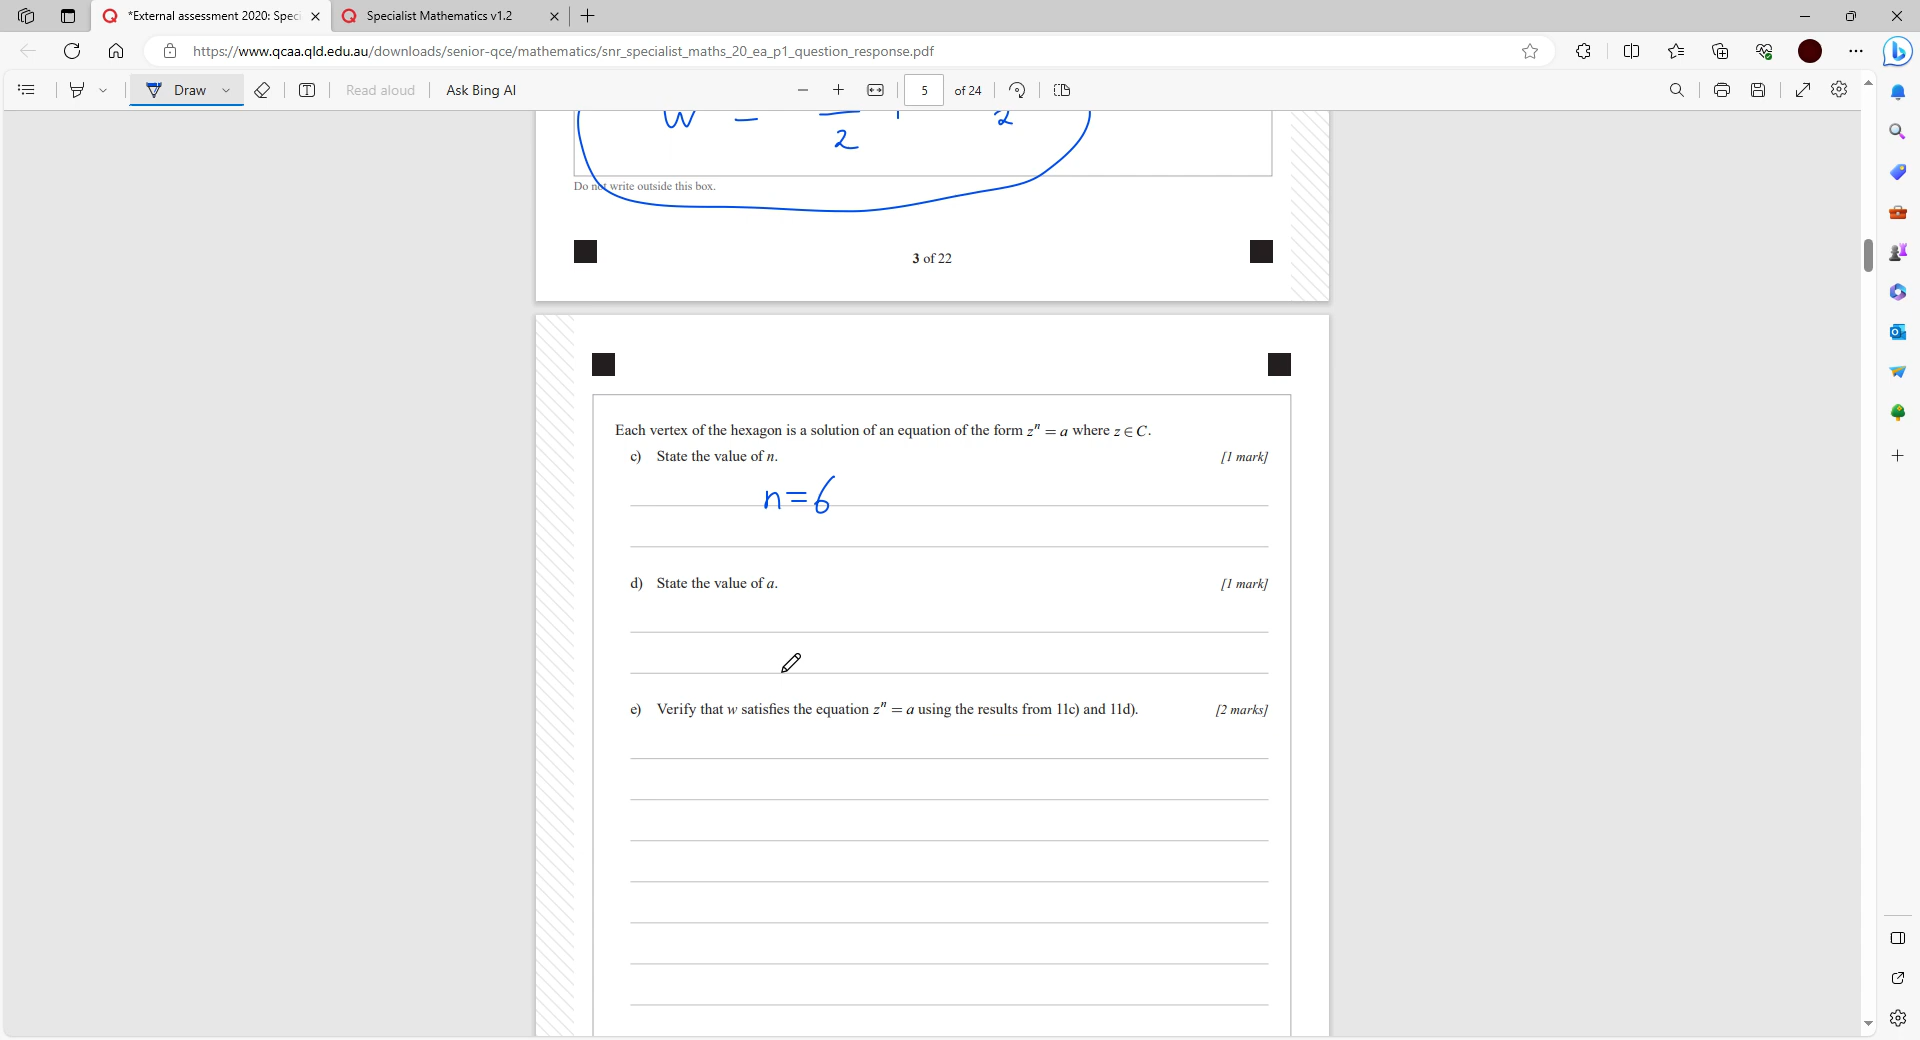 *External assessment 2020: Spec
Specialist Mathematics v1.2
https://www.qcaa.qld.edu.au/downloads/senior-qce/mathematics/snr_specialist_maths_20_ea_p1_question_response.pdf
Draw
Read aloud
Ask Bing AI
5 of 24
w =
2
2
Do not write outside this box.
3 of 22
Each vertex of the hexagon is a solution of an equation of the form zⁿ = a where z ∈ C.
c) State the value of n. [1 mark]
n=6
d) State the value of a. [1 mark]
e) Verify that w satisfies the equation zⁿ = a using the results from 11c) and 11d). [2 marks]